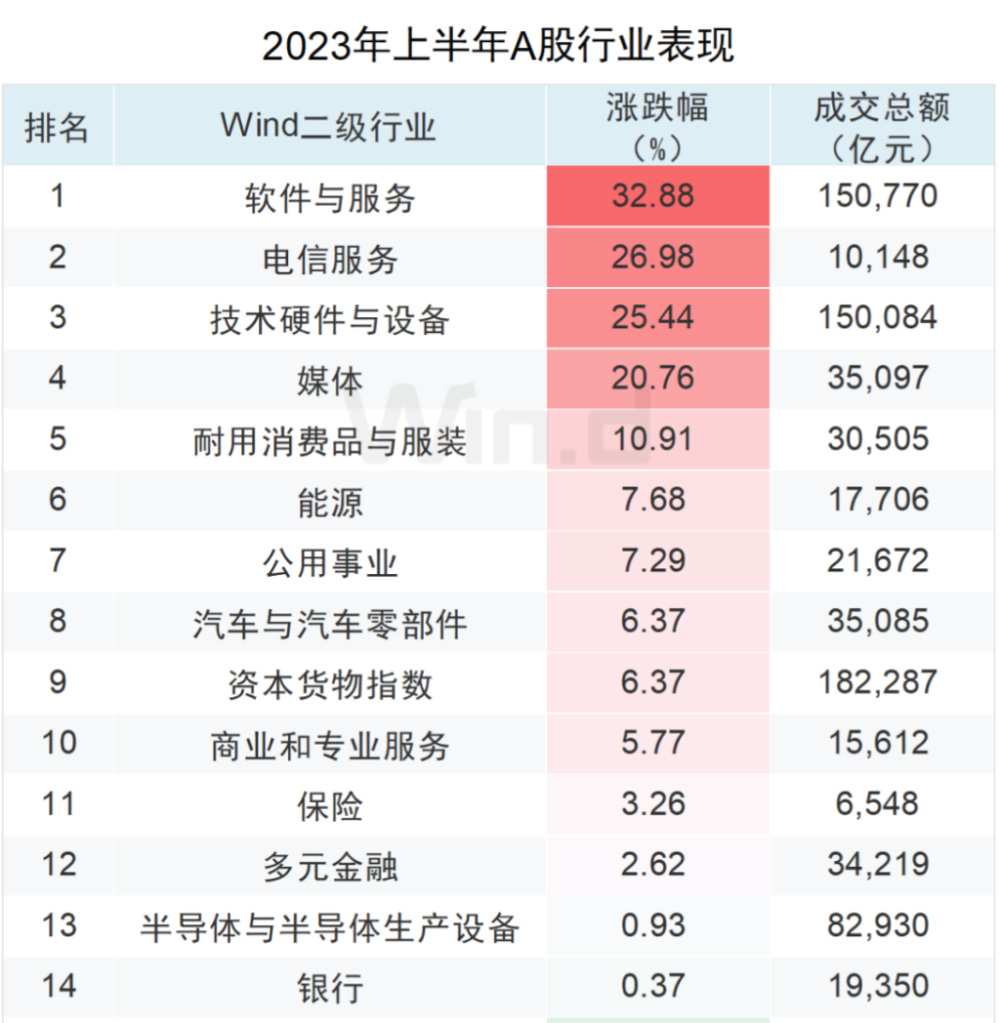 2023年上半年A股行业表现
排名 Wind二级行业 涨跌幅（%） 成交总额（亿元）
1 软件与服务 32.88 150,770
2 电信服务 26.98 10,148
3 技术硬件与设备 25.44 150,084
4 媒体 20.76 35,097
5 耐用消费品与服装 10.91 30,505
6 能源 7.68 17,706
7 公用事业 7.29 21,672
8 汽车与汽车零部件 6.37 35,085
9 资本货物指数 6.37 182,287
10 商业和专业服务 5.77 15,612
11 保险 3.26 6,548
12 多元金融 2.62 34,219
13 半导体与半导体生产设备 0.93 82,930
14 银行 0.37 19,350
Win.d